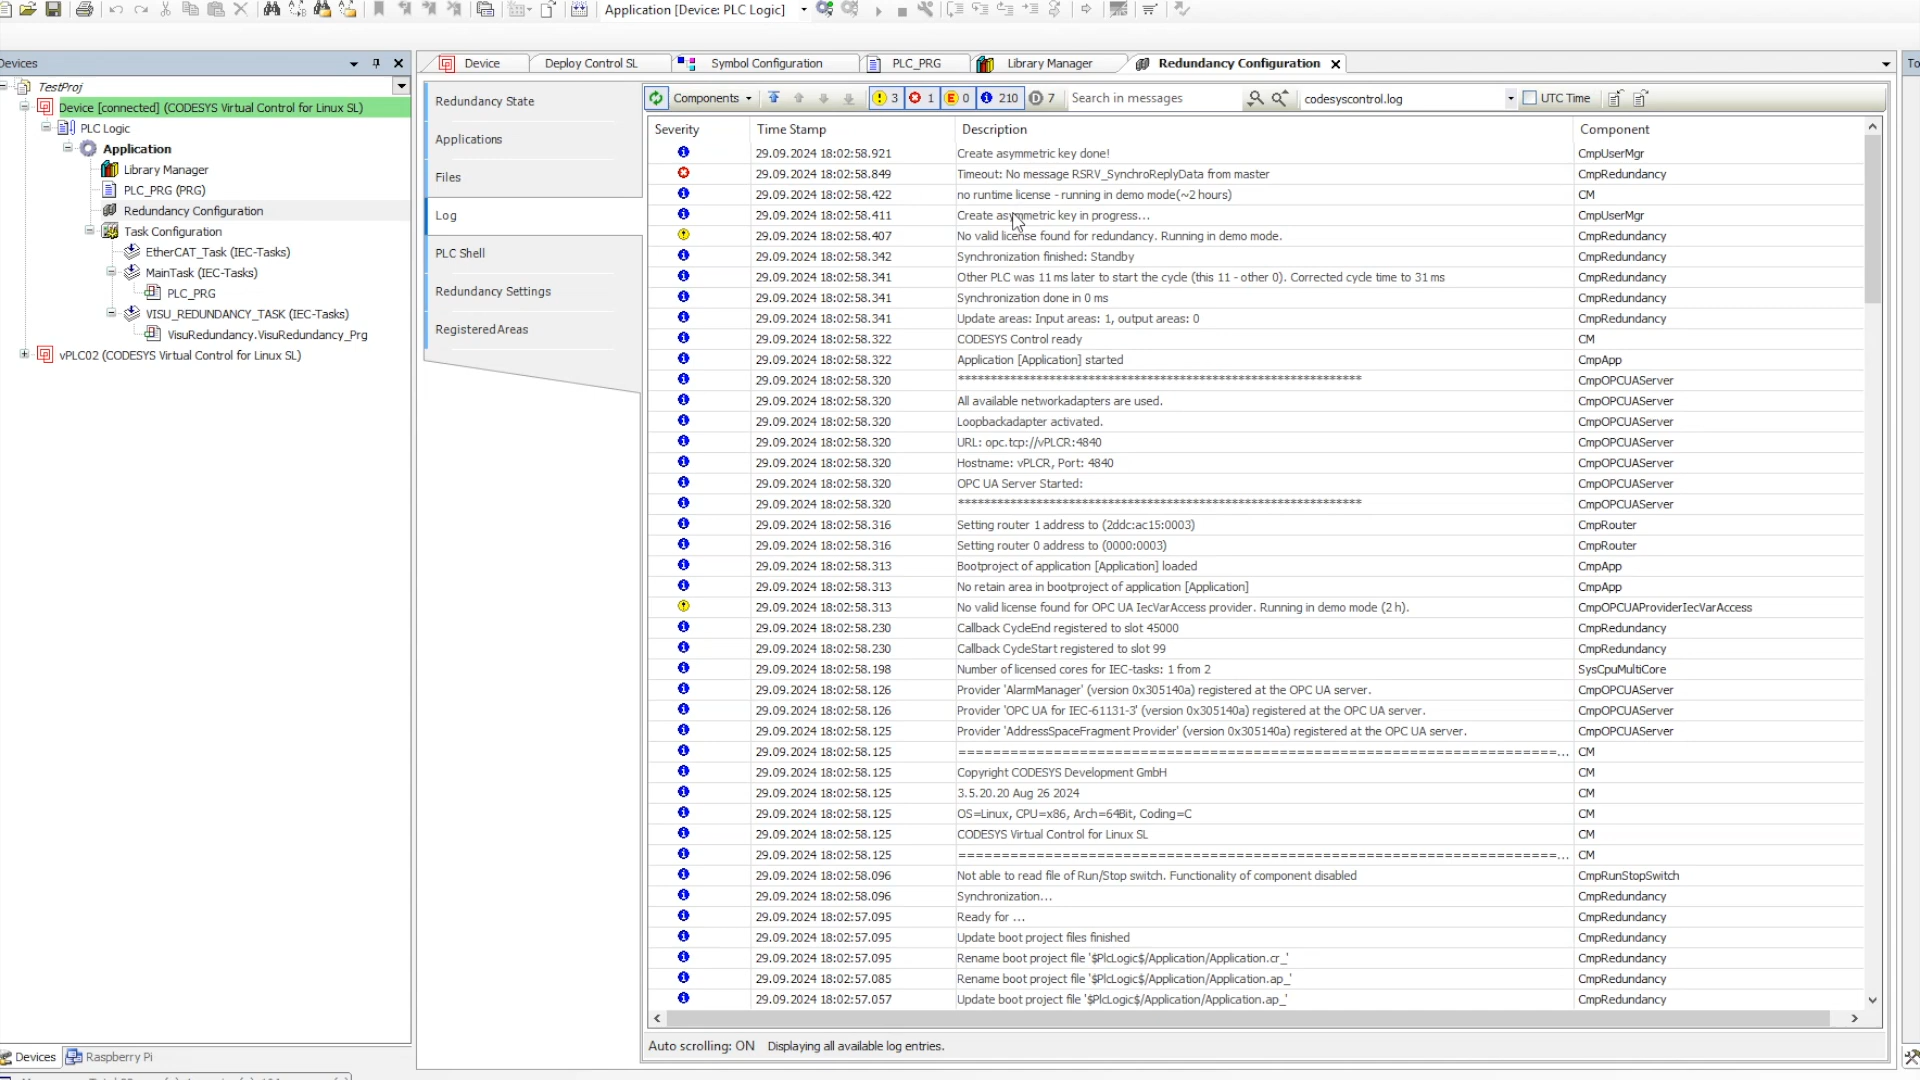 Application [Device: PLC Logic]
Devices
TestProj
Device [connected] (CODESYS Virtual Control for Linux SL)
PLC Logic
Application
Library Manager
PLC_PRG (PRG)
Redundancy Configuration
Task Configuration
EtherCAT_Task (IEC-Tasks)
MainTask (IEC-Tasks)
PLC_PRG
VISU_REDUNDANCY_TASK (IEC-Tasks)
VisuRedundancy.VisuRedundancy_Prg
vPLC02 (CODESYS Virtual Control for Linux SL)
Devices Raspberry Pi
Device Deploy Control SL Symbol Configuration PLC_PRG Library Manager Redundancy Configuration
To
Redundancy State
Applications
Files
Log
PLC Shell
Redundancy Settings
Registered Areas
Components 3 1 0 210 7 Search in messages codesyscontrol.log UTC Time
Severity Time Stamp Description Component
29.09.2024 18:02:58.921 Create asymmetric key done! CmpUserMgr
29.09.2024 18:02:58.849 Timeout: No message RSRV_SynchroReplyData from master CmpRedundancy
29.09.2024 18:02:58.422 no runtime license - running in demo mode(~2 hours) CM
29.09.2024 18:02:58.411 Create asymmetric key in progress... CmpUserMgr
29.09.2024 18:02:58.407 No valid license found for redundancy. Running in demo mode. CmpRedundancy
29.09.2024 18:02:58.342 Synchronization finished: Standby CmpRedundancy
29.09.2024 18:02:58.341 Other PLC was 11 ms later to start the cycle (this 11 - other 0). Corrected cycle time to 31 ms CmpRedundancy
29.09.2024 18:02:58.341 Synchronization done in 0 ms CmpRedundancy
29.09.2024 18:02:58.341 Update areas: Input areas: 1, output areas: 0 CmpRedundancy
29.09.2024 18:02:58.322 CODESYS Control ready CM
29.09.2024 18:02:58.322 Application [Application] started CmpApp
29.09.2024 18:02:58.320 ************************************************************** CmpOPCUAServer
29.09.2024 18:02:58.320 All available networkadapters are used. CmpOPCUAServer
29.09.2024 18:02:58.320 Loopbackadapter activated. CmpOPCUAServer
29.09.2024 18:02:58.320 URL: opc.tcp://vPLCR:4840 CmpOPCUAServer
29.09.2024 18:02:58.320 Hostname: vPLCR, Port: 4840 CmpOPCUAServer
29.09.2024 18:02:58.320 OPC UA Server Started: CmpOPCUAServer
29.09.2024 18:02:58.320 ************************************************************** CmpOPCUAServer
29.09.2024 18:02:58.316 Setting router 1 address to (2ddc:ac15:0003) CmpRouter
29.09.2024 18:02:58.316 Setting router 0 address to (0000:0003) CmpRouter
29.09.2024 18:02:58.313 Bootproject of application [Application] loaded CmpApp
29.09.2024 18:02:58.313 No retain area in bootproject of application [Application] CmpApp
29.09.2024 18:02:58.313 No valid license found for OPC UA IecVarAccess provider. Running in demo mode (2 h). CmpOPCUAProviderIecVarAccess
29.09.2024 18:02:58.230 Callback CycleEnd registered to slot 45000 CmpRedundancy
29.09.2024 18:02:58.230 Callback CycleStart registered to slot 99 CmpRedundancy
29.09.2024 18:02:58.198 Number of licensed cores for IEC-tasks: 1 from 2 SysCpuMultiCore
29.09.2024 18:02:58.126 Provider 'AlarmManager' (version 0x305140a) registered at the OPC UA server. CmpOPCUAServer
29.09.2024 18:02:58.126 Provider 'OPC UA for IEC-61131-3' (version 0x305140a) registered at the OPC UA server. CmpOPCUAServer
29.09.2024 18:02:58.125 Provider 'AddressSpaceFragment Provider' (version 0x305140a) registered at the OPC UA server. CmpOPCUAServer
29.09.2024 18:02:58.125 =====================================================================... CM
29.09.2024 18:02:58.125 Copyright CODESYS Development GmbH CM
29.09.2024 18:02:58.125 3.5.20.20 Aug 26 2024 CM
29.09.2024 18:02:58.125 OS=Linux, CPU=x86, Arch=64Bit, Coding=C CM
29.09.2024 18:02:58.125 CODESYS Virtual Control for Linux SL CM
29.09.2024 18:02:58.125 =====================================================================... CM
29.09.2024 18:02:58.096 Not able to read file of Run/Stop switch. Functionality of component disabled CmpRunStopSwitch
29.09.2024 18:02:58.096 Synchronization... CmpRedundancy
29.09.2024 18:02:57.095 Ready for ... CmpRedundancy
29.09.2024 18:02:57.095 Update boot project files finished CmpRedundancy
29.09.2024 18:02:57.095 Rename boot project file '$PlcLogic$/Application/Application.cr_' CmpRedundancy
29.09.2024 18:02:57.085 Rename boot project file '$PlcLogic$/Application/Application.ap_' CmpRedundancy
29.09.2024 18:02:57.057 Update boot project file '$PlcLogic$/Application/Application.ap_' CmpRedundancy
Auto scrolling: ON Displaying all available log entries.